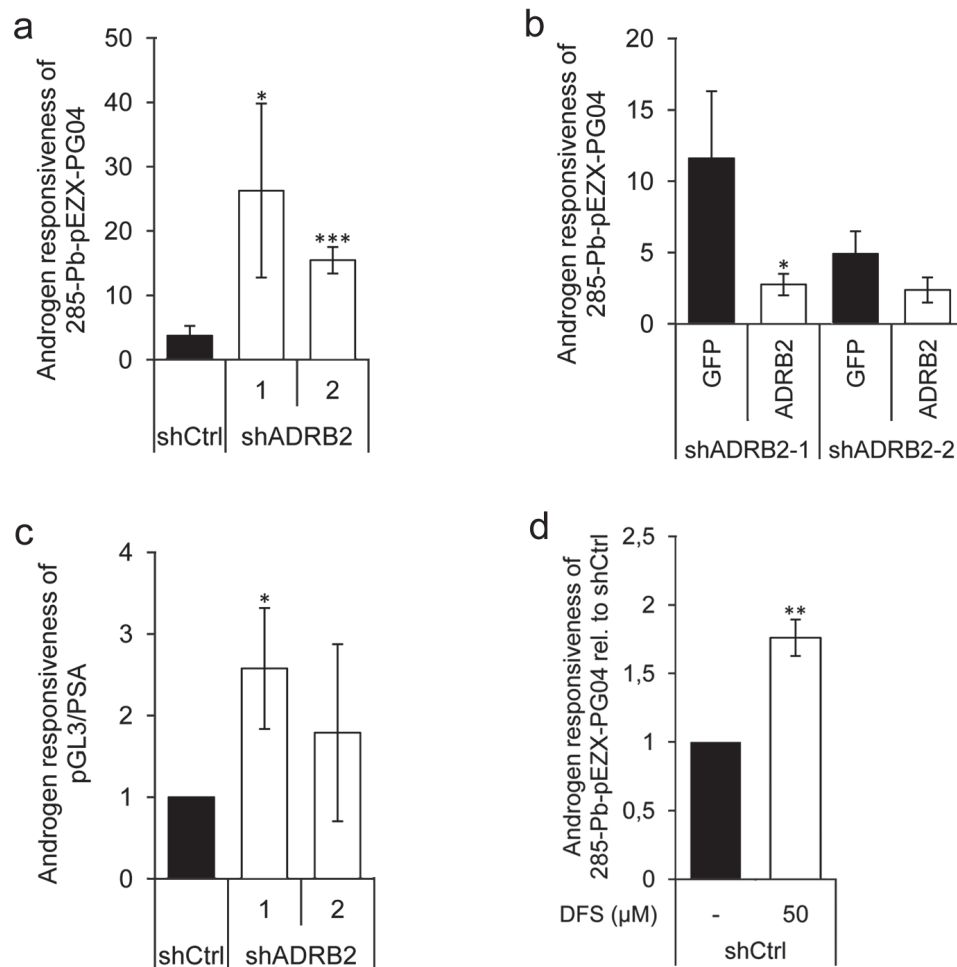 a
Androgen responsiveness of
285-Pb-pEZX-PG04
50
40
30
20
10
0
*
***
1 2
shCtrl shADRB2
b
Androgen responsiveness of
285-Pb-pEZX-PG04
20
15
10
5
0
*
GFP ADRB2 GFP ADRB2
shADRB2-1 shADRB2-2
c
Androgen responsiveness of
pGL3/PSA
4
3
2
1
0
*
1 2
shCtrl shADRB2
d
Androgen responsiveness of
285-Pb-pEZX-PG04 rel. to shCtrl
2,5
2
1,5
1
0,5
0
**
DFS (µM) - 50
shCtrl